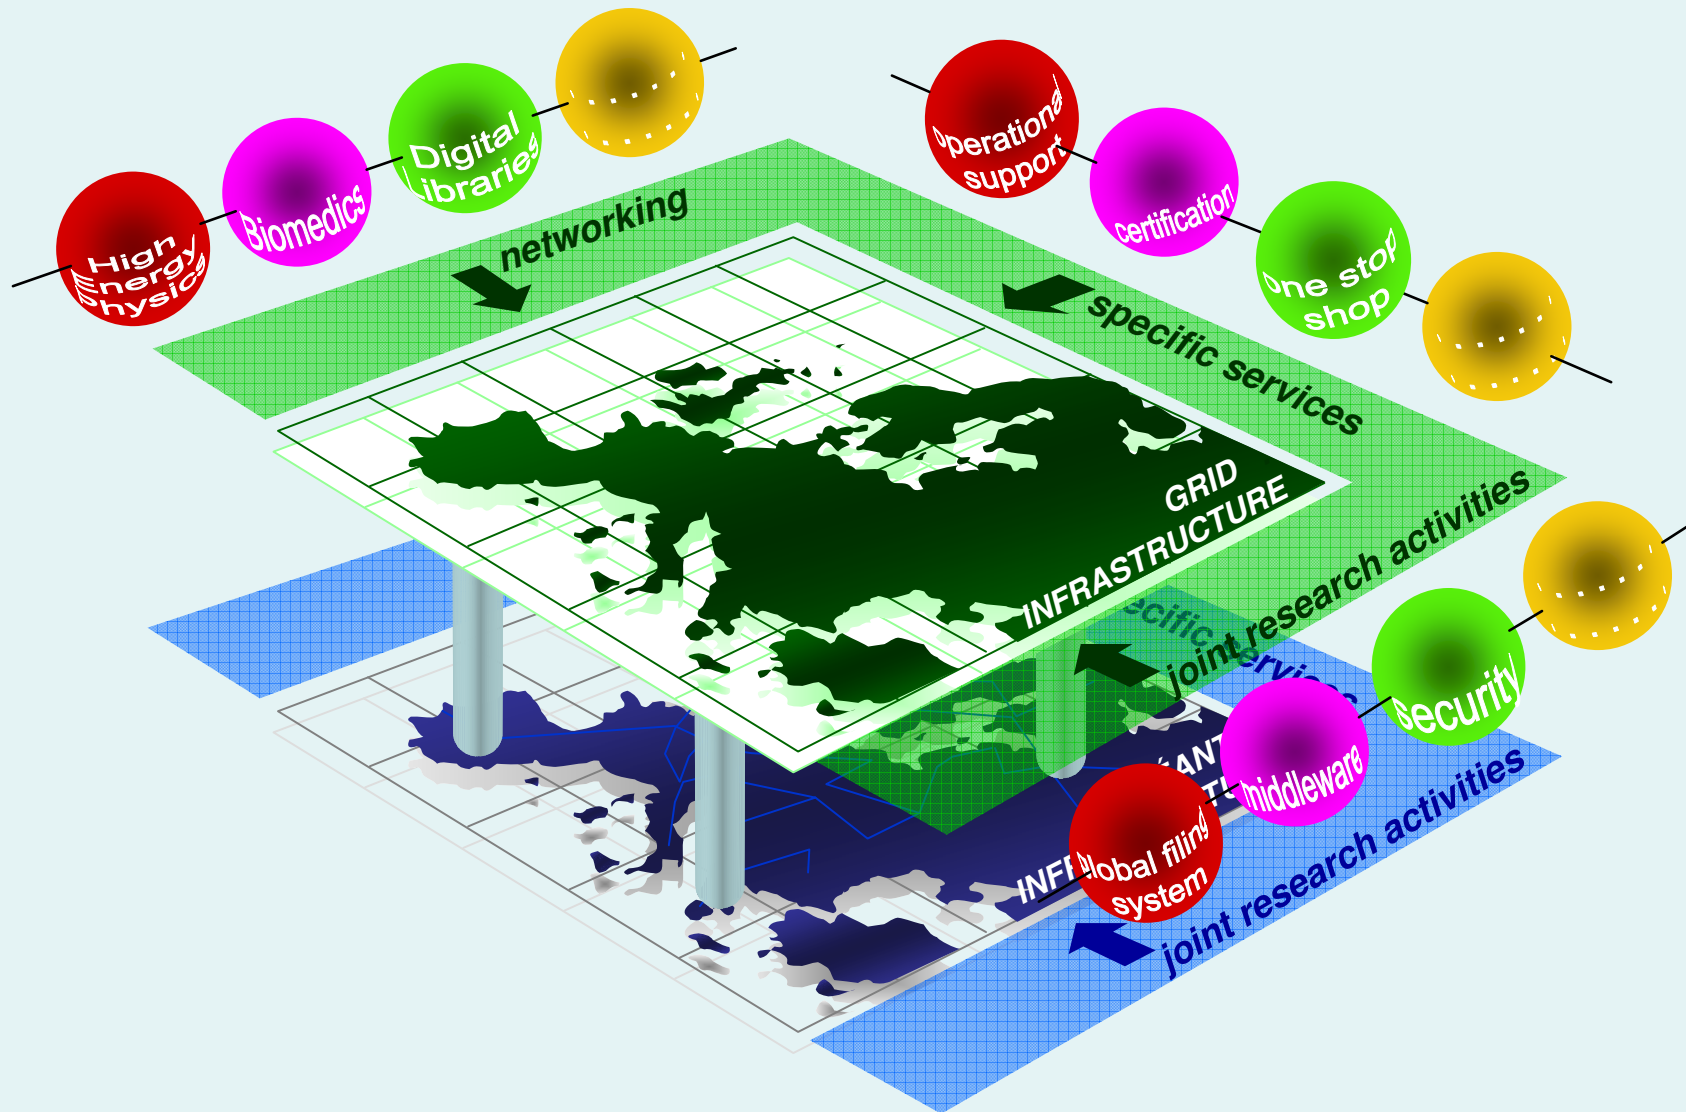 High
Energy
Physics
Biomedics
Digital
Libraries
networking
Operational
support
certification
One stop
shop
specific services
GRID
INFRASTRUCTURE
joint research activities
security
middleware
Global filing
system
joint research activities